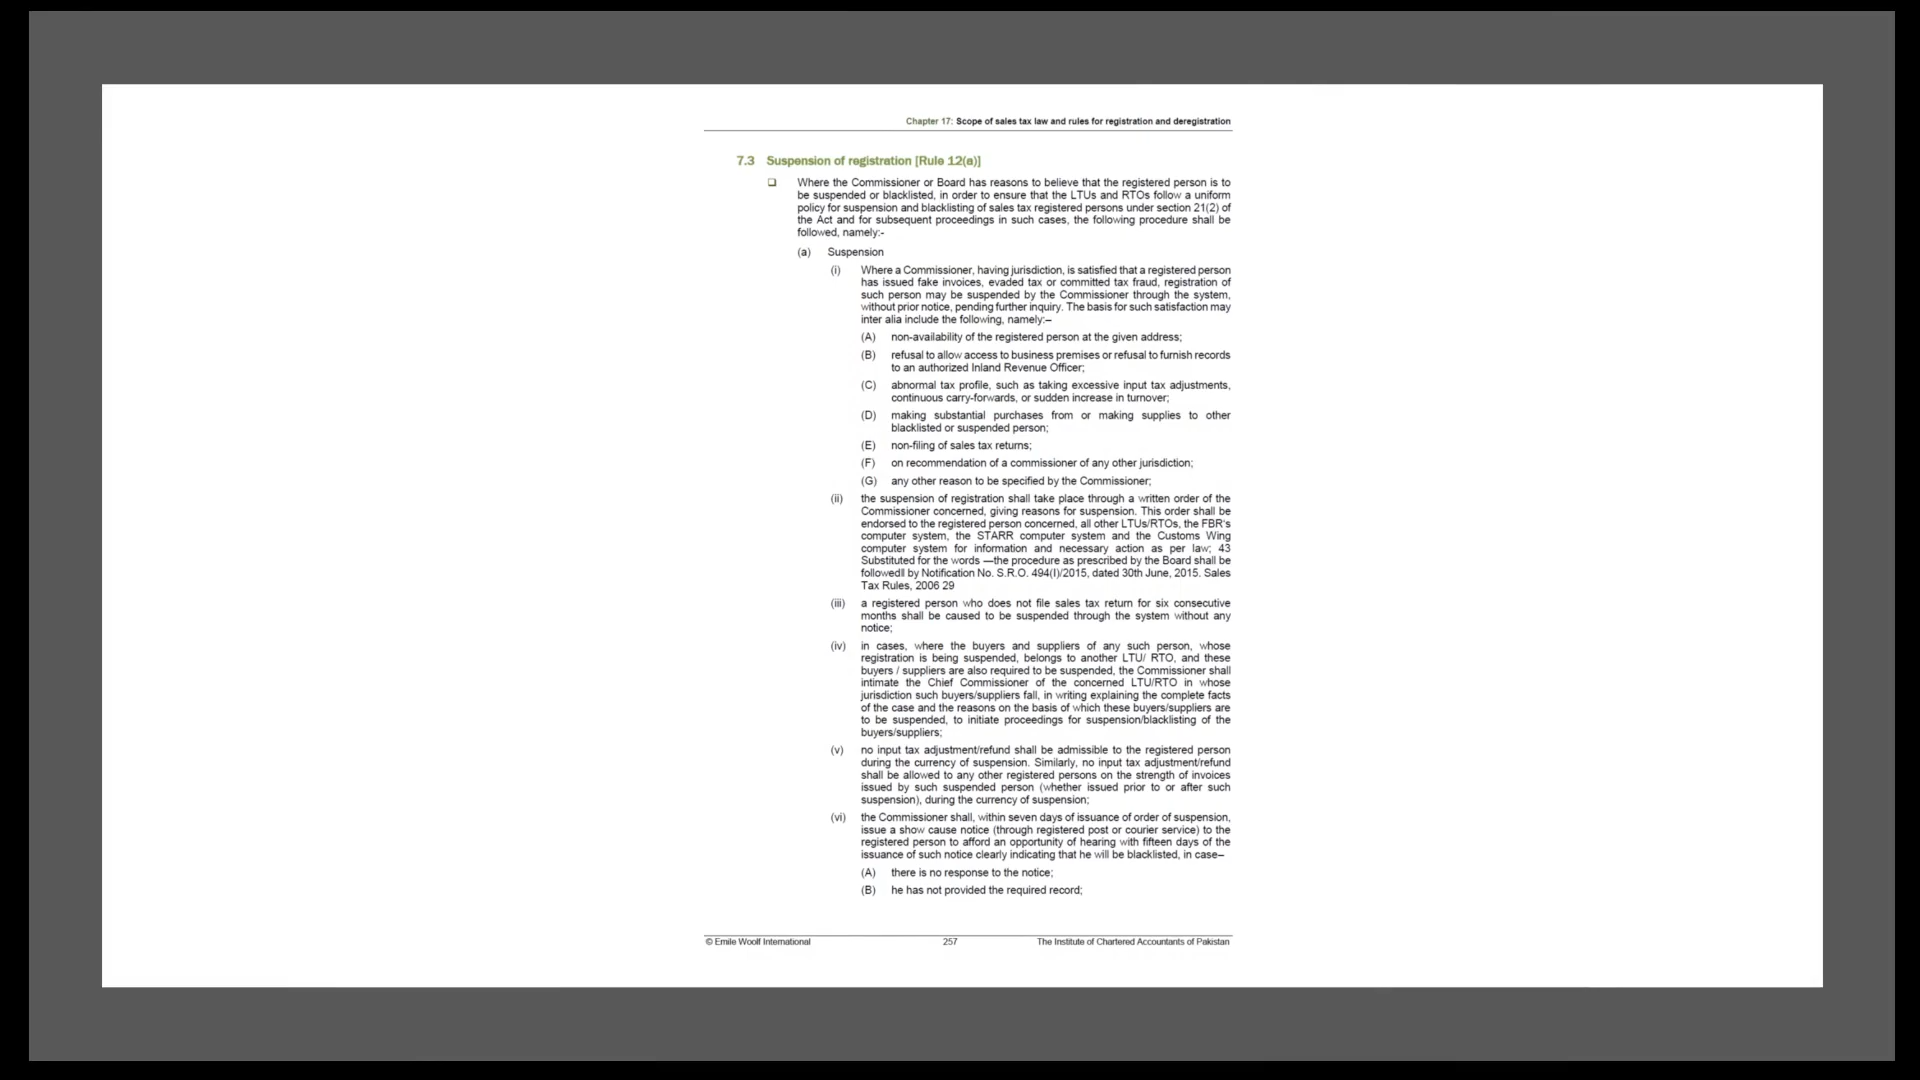 Chapter 17: Scope of sales tax law and rules for registration and deregistration
7.3 Suspension of registration [Rule 12(a)]
❑ Where the Commissioner or Board has reasons to believe that the registered person is to
be suspended or blacklisted, in order to ensure that the LTUs and RTOs follow a uniform
policy for suspension and blacklisting of sales tax registered persons under section 21(2) of
the Act and for subsequent proceedings in such cases, the following procedure shall be
followed, namely:-
(a) Suspension
(i) Where a Commissioner, having jurisdiction, is satisfied that a registered person
has issued fake invoices, evaded tax or committed tax fraud, registration of
such person may be suspended by the Commissioner through the system,
without prior notice, pending further inquiry. The basis for such satisfaction may
inter alia include the following, namely:–
(A) non-availability of the registered person at the given address;
(B) refusal to allow access to business premises or refusal to furnish records
to an authorized Inland Revenue Officer;
(C) abnormal tax profile, such as taking excessive input tax adjustments,
continuous carry-forwards, or sudden increase in turnover;
(D) making substantial purchases from or making supplies to other
blacklisted or suspended person;
(E) non-filing of sales tax returns;
(F) on recommendation of a commissioner of any other jurisdiction;
(G) any other reason to be specified by the Commissioner;
(ii) the suspension of registration shall take place through a written order of the
Commissioner concerned, giving reasons for suspension. This order shall be
endorsed to the registered person concerned, all other LTUs/RTOs, the FBR's
computer system, the STARR computer system and the Customs Wing
computer system for information and necessary action as per law; 43
Substituted for the words ―the procedure as prescribed by the Board shall be
followed‖ by Notification No. S.R.O. 494(I)/2015, dated 30th June, 2015. Sales
Tax Rules, 2006 29
(iii) a registered person who does not file sales tax return for six consecutive
months shall be caused to be suspended through the system without any
notice;
(iv) in cases, where the buyers and suppliers of any such person, whose
registration is being suspended, belongs to another LTU/ RTO, and these
buyers / suppliers are also required to be suspended, the Commissioner shall
intimate the Chief Commissioner of the concerned LTU/RTO in whose
jurisdiction such buyers/suppliers fall, in writing explaining the complete facts
of the case and the reasons on the basis of which these buyers/suppliers are
to be suspended, to initiate proceedings for suspension/blacklisting of the
buyers/suppliers;
(v) no input tax adjustment/refund shall be admissible to the registered person
during the currency of suspension. Similarly, no input tax adjustment/refund
shall be allowed to any other registered persons on the strength of invoices
issued by such suspended person (whether issued prior to or after such
suspension), during the currency of suspension;
(vi) the Commissioner shall, within seven days of issuance of order of suspension,
issue a show cause notice (through registered post or courier service) to the
registered person to afford an opportunity of hearing with fifteen days of the
issuance of such notice clearly indicating that he will be blacklisted, in case–
(A) there is no response to the notice;
(B) he has not provided the required record;
© Emile Woolf International 257 The Institute of Chartered Accountants of Pakistan